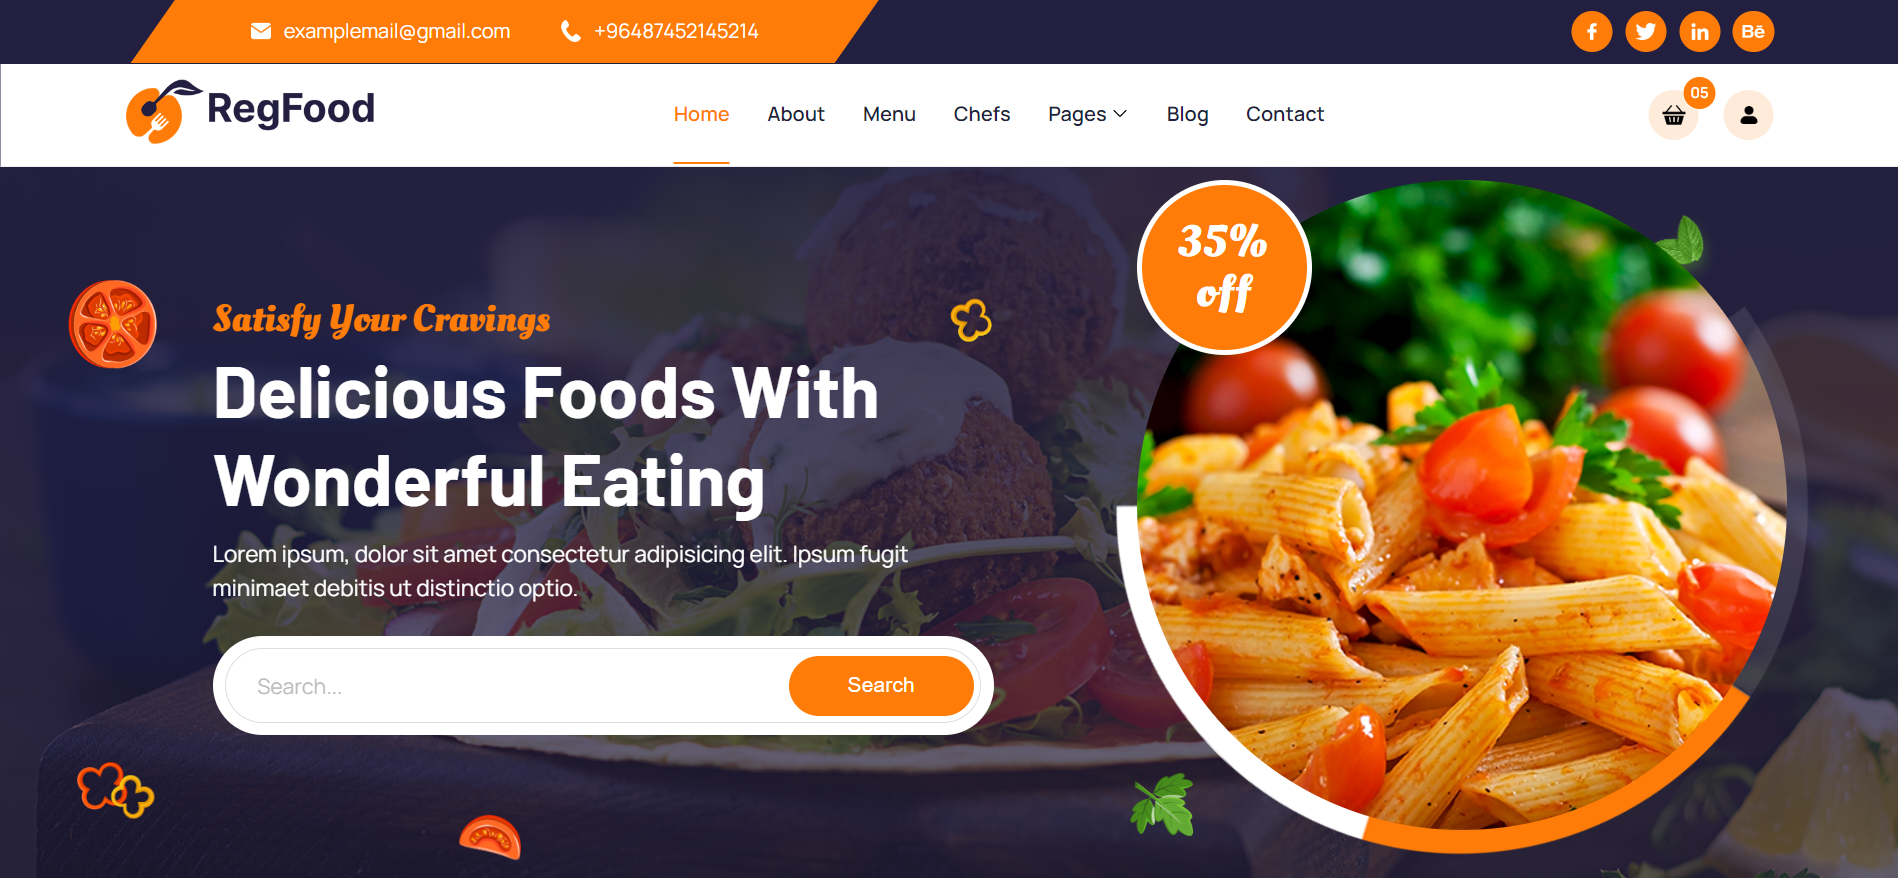 examplemail@gmail.com
+96487452145214
Bē
RegFood
Home
About
Menu
Chefs
Pages
Blog
Contact
05
35%
off
Satisfy Your Cravings
Delicious Foods With
Wonderful Eating
Lorem ipsum, dolor sit amet consectetur adipisicing elit. Ipsum fugit
minimaet debitis ut distinctio optio.
Search...
Search